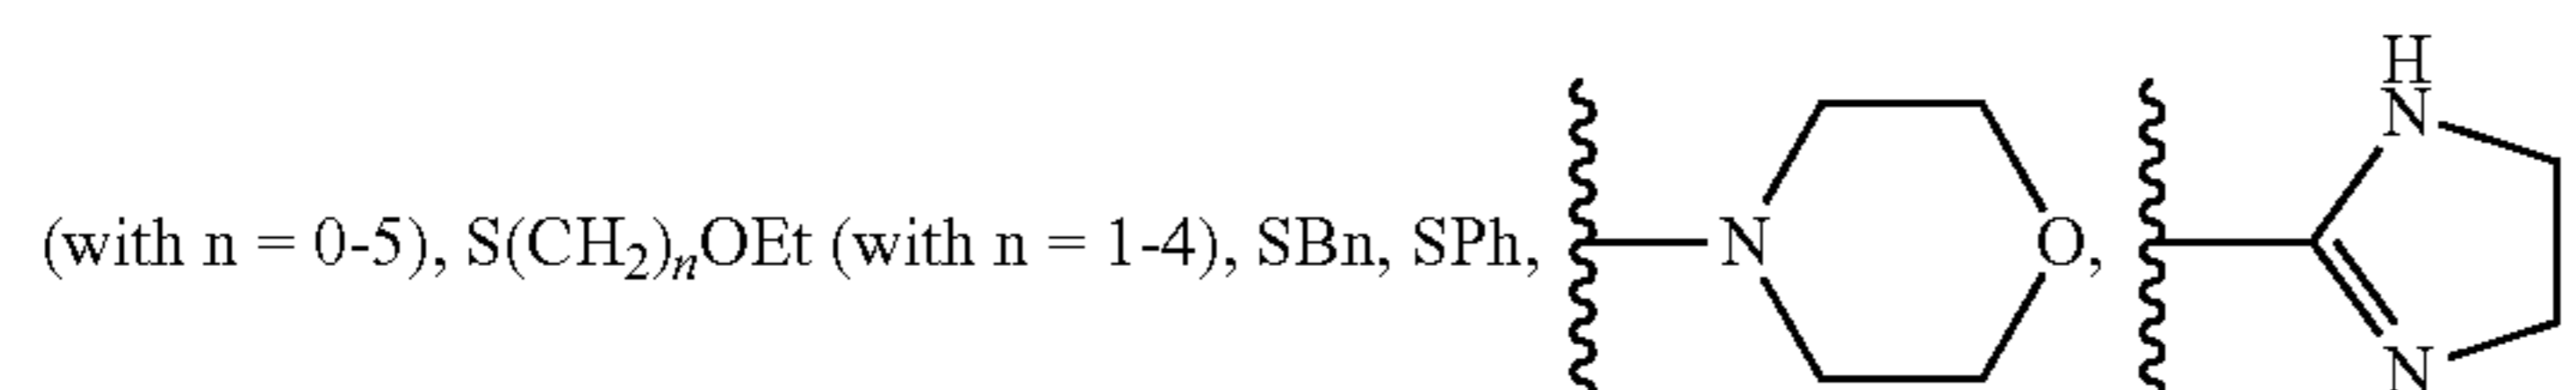 (with n = 0-5), S(CH₂)ₙOEt (with n = 1-4), SBn, SPh, N O, H N N